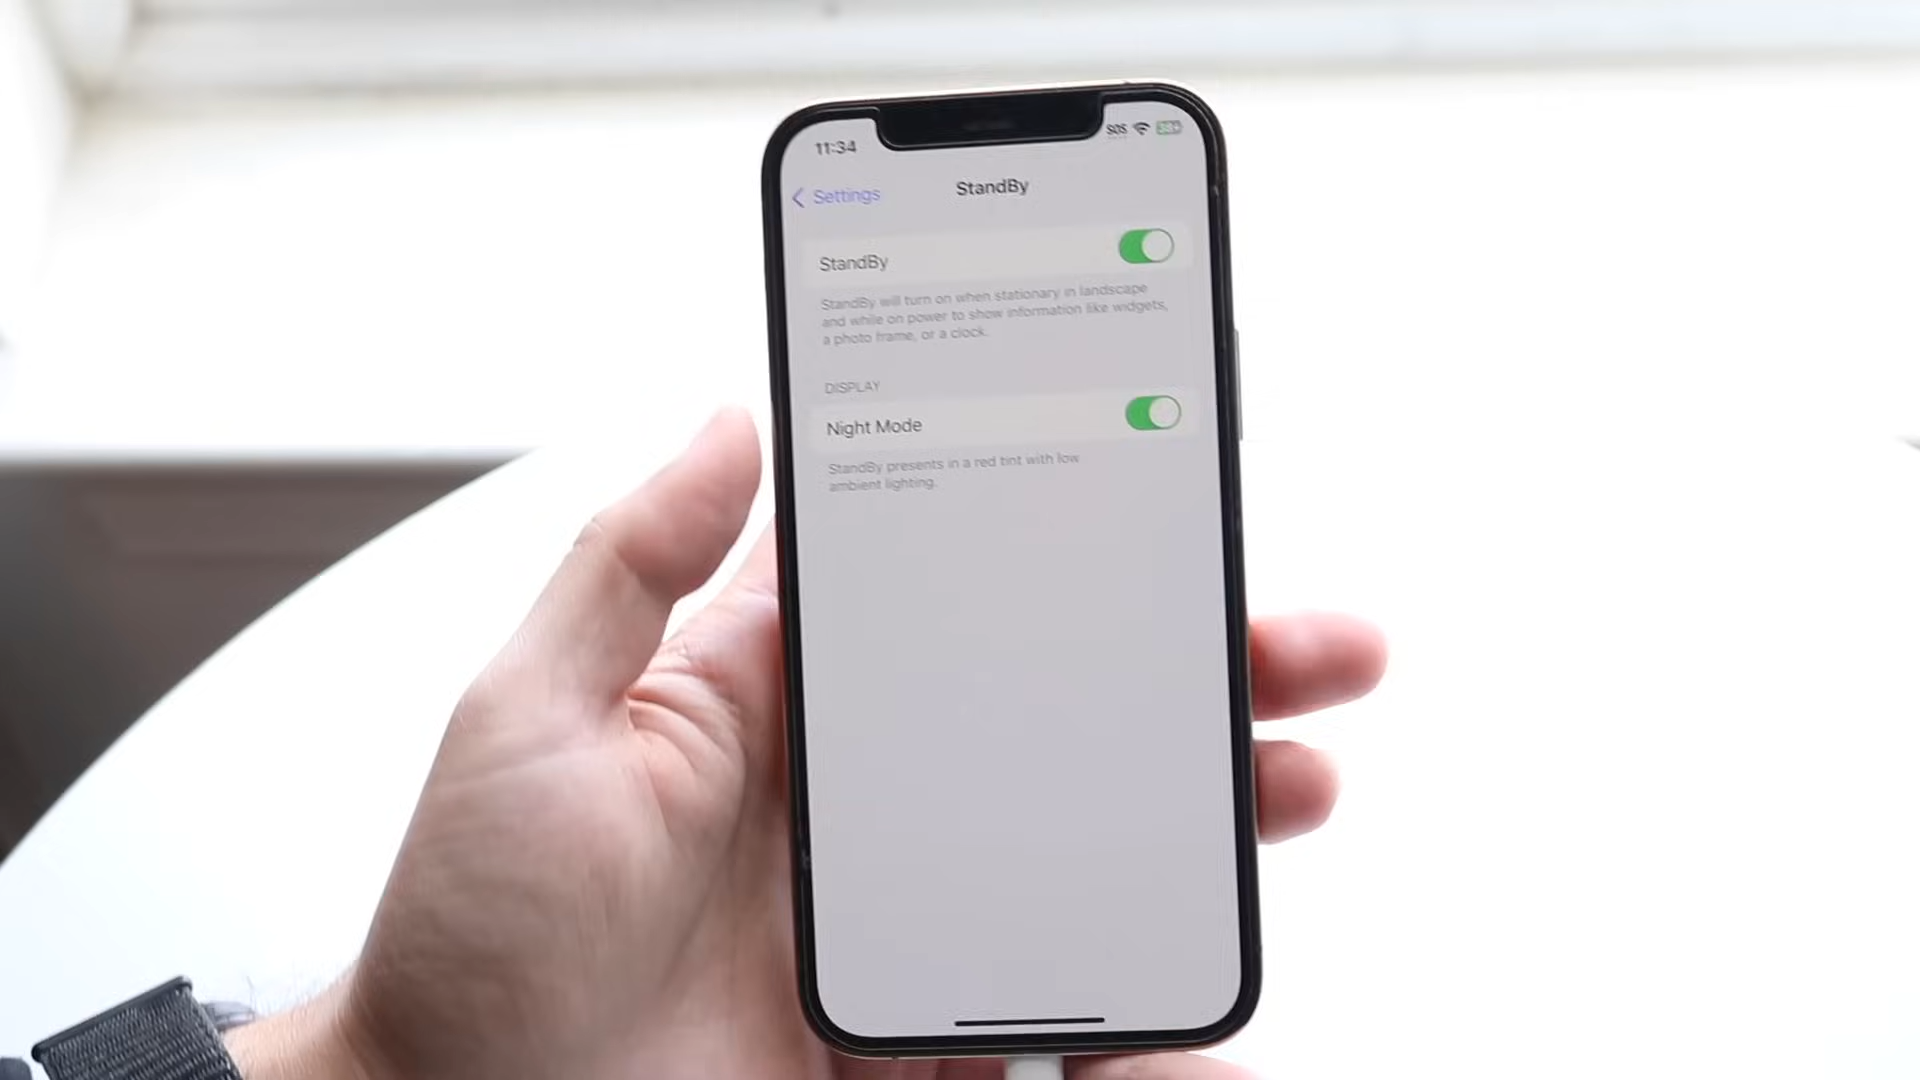 11:34
SOS
Settings
StandBy
StandBy
StandBy will turn on when stationary in landscape
and while on power to show information like widgets,
a photo frame, or a clock.
DISPLAY
Night Mode
StandBy presents in a red tint with low
ambient lighting.